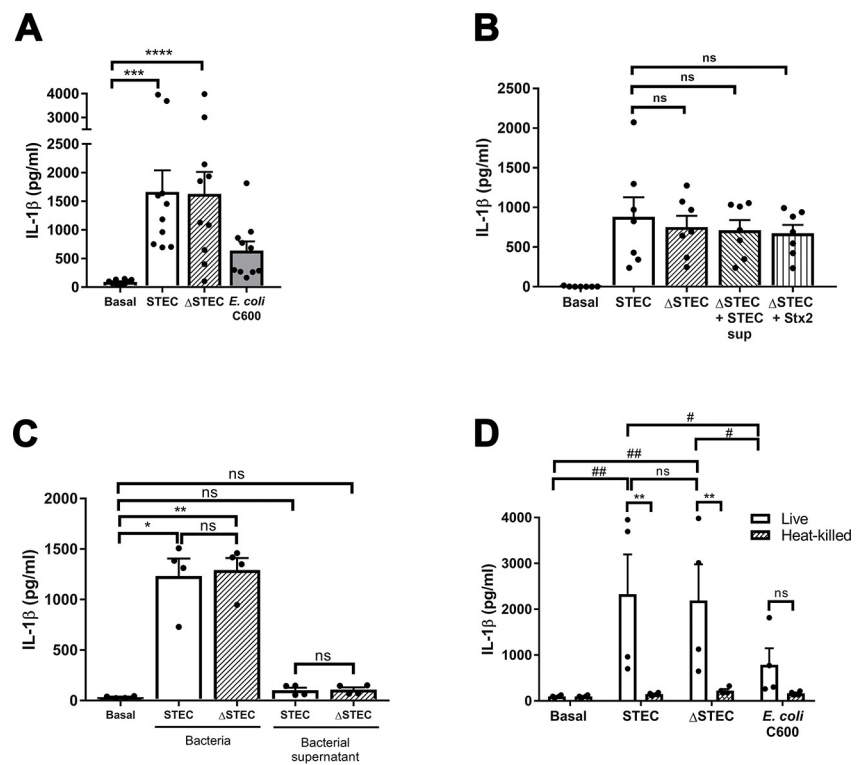 A
****
***
4000
3000
2500
2000
1500
1000
500
0
IL-1β (pg/ml)
Basal STEC ΔSTEC E. coli
C600
B
ns
ns
ns
2500
2000
1500
1000
500
0
IL-1β (pg/ml)
Basal STEC ΔSTEC ΔSTEC ΔSTEC
+ STEC + Stx2
sup
C
ns
ns
**
* ns
ns
2000
1500
1000
500
0
IL-1β (pg/ml)
Basal STEC ΔSTEC STEC ΔSTEC
Bacteria Bacterial
supernatant
D
#
#
##
## ns
** **
ns
Live
Heat-killed
4000
3000
2000
1000
0
IL-1β (pg/ml)
Basal STEC ΔSTEC E. coli
C600